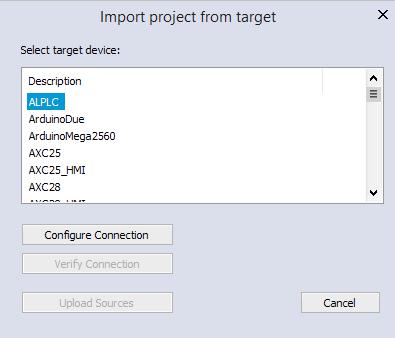 Import project from target
Select target device:
Description
ALPLC
ArduinoDue
ArduinoMega2560
AXC25
AXC25_HMI
AXC28
Configure Connection
Verify Connection
Upload Sources
Cancel